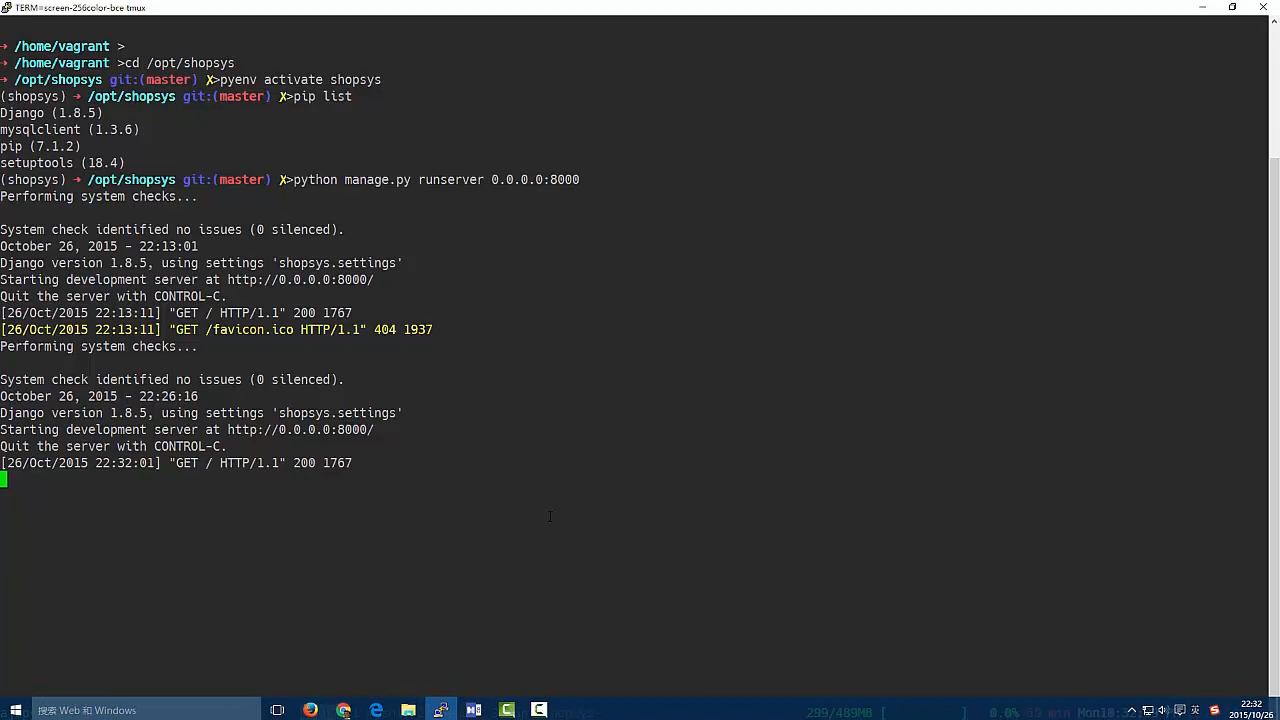 TERM=screen-256color-bce tmux
→ /home/vagrant >
→ /home/vagrant >cd /opt/shopsys
→ /opt/shopsys git:(master) X>pyenv activate shopsys
(shopsys) → /opt/shopsys git:(master) X>pip list
Django (1.8.5)
mysqlclient (1.3.6)
pip (7.1.2)
setuptools (18.4)
(shopsys) → /opt/shopsys git:(master) X>python manage.py runserver 0.0.0.0:8000
Performing system checks...
System check identified no issues (0 silenced).
October 26, 2015 - 22:13:01
Django version 1.8.5, using settings 'shopsys.settings'
Starting development server at http://0.0.0.0:8000/
Quit the server with CONTROL-C.
[26/Oct/2015 22:13:11] "GET / HTTP/1.1" 200 1767
[26/Oct/2015 22:13:11] "GET /favicon.ico HTTP/1.1" 404 1937
Performing system checks...
System check identified no issues (0 silenced).
October 26, 2015 - 22:26:16
Django version 1.8.5, using settings 'shopsys.settings'
Starting development server at http://0.0.0.0:8000/
Quit the server with CONTROL-C.
[26/Oct/2015 22:32:01] "GET / HTTP/1.1" 200 1767
搜索 Web 和 Windows
299/489MB [ ] 0.0%
英
22:32
2015/10/26